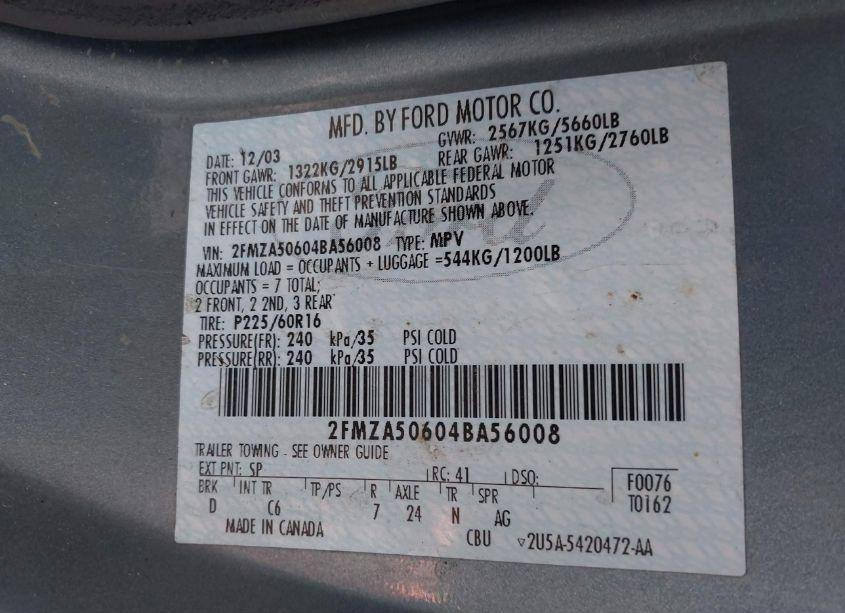 MFD. BY FORD MOTOR CO.
DATE: 12/03 GVWR: 2567KG/5660LB
FRONT GAWR: 1322KG/2915LB REAR GAWR: 1251KG/2760LB
THIS VEHICLE CONFORMS TO ALL APPLICABLE FEDERAL MOTOR
VEHICLE SAFETY AND THEFT PREVENTION STANDARDS
IN EFFECT ON THE DATE OF MANUFACTURE SHOWN ABOVE.
VIN: 2FMZA50604BA56008 TYPE: MPV
MAXIMUM LOAD = OCCUPANTS + LUGGAGE =544KG/1200LB
OCCUPANTS = 7 TOTAL;
2 FRONT, 2 2ND, 3 REAR
TIRE: P225/60R16
PRESSURE(FR): 240 kPa/35 PSI COLD
PRESSURE(RR): 240 kPa/35 PSI COLD
2FMZA50604BA56008
TRAILER TOWING - SEE OWNER GUIDE
EXT PNT: SP RC: 41 DSO: F0076
BRK INT TR TP/PS R AXLE TR SPR T0162
D C6 7 24 N AG
MADE IN CANADA CBU ▿2U5A-5420472-AA